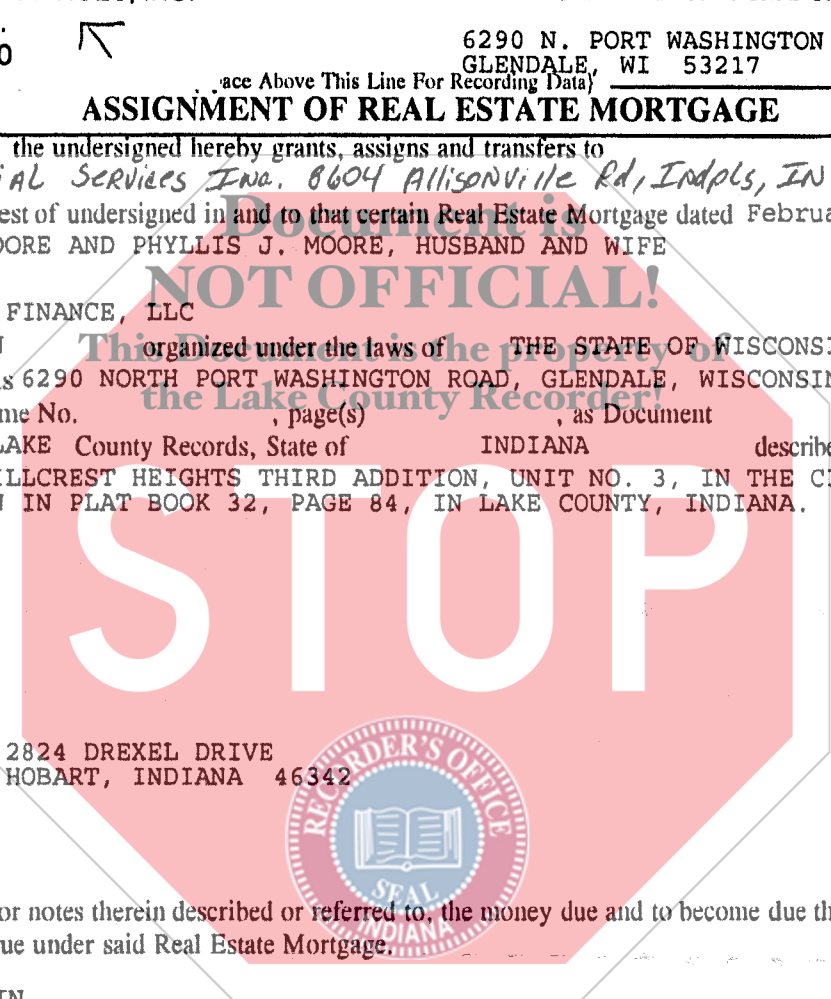 6290 N. PORT WASHINGTON
GLENDALE, WI 53217
ace Above This Line For Recording Data)
ASSIGNMENT OF REAL ESTATE MORTGAGE
the undersigned hereby grants, assigns and transfers to
IAL Services Inc. 8604 Allisonville Rd, Indpls, IN
est of undersigned in and to that certain Real Estate Mortgage dated Februa
Document is
OORE AND PHYLLIS J. MOORE, HUSBAND AND WIFE
NOT OFFICIAL!
FINANCE, LLC
This Document is the property of
organized under the laws of THE STATE OF WISCONSI
s 6290 NORTH PORT WASHINGTON ROAD, GLENDALE, WISCONSIN
the Lake County Recorder!
me No. , page(s) , as Document
LAKE County Records, State of INDIANA describe
ILLCREST HEIGHTS THIRD ADDITION, UNIT NO. 3, IN THE CI
N IN PLAT BOOK 32, PAGE 84, IN LAKE COUNTY, INDIANA.
STOP
2824 DREXEL DRIVE
HOBART, INDIANA 46342
RECORDER'S OFFICE
SEAL
INDIANA
or notes therein described or referred to, the money due and to become due th
ue under said Real Estate Mortgage.